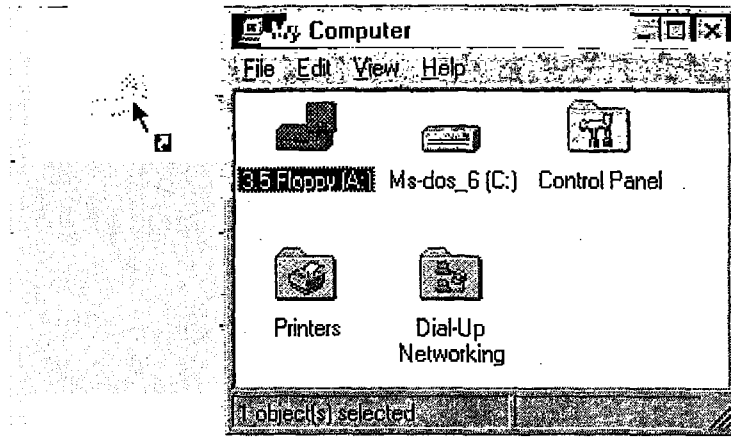 My Computer
File Edit View Help
3.5 Floppy (A:) Ms-dos_6 (C:) Control Panel
Printers Dial-Up
Networking
1 object(s) selected